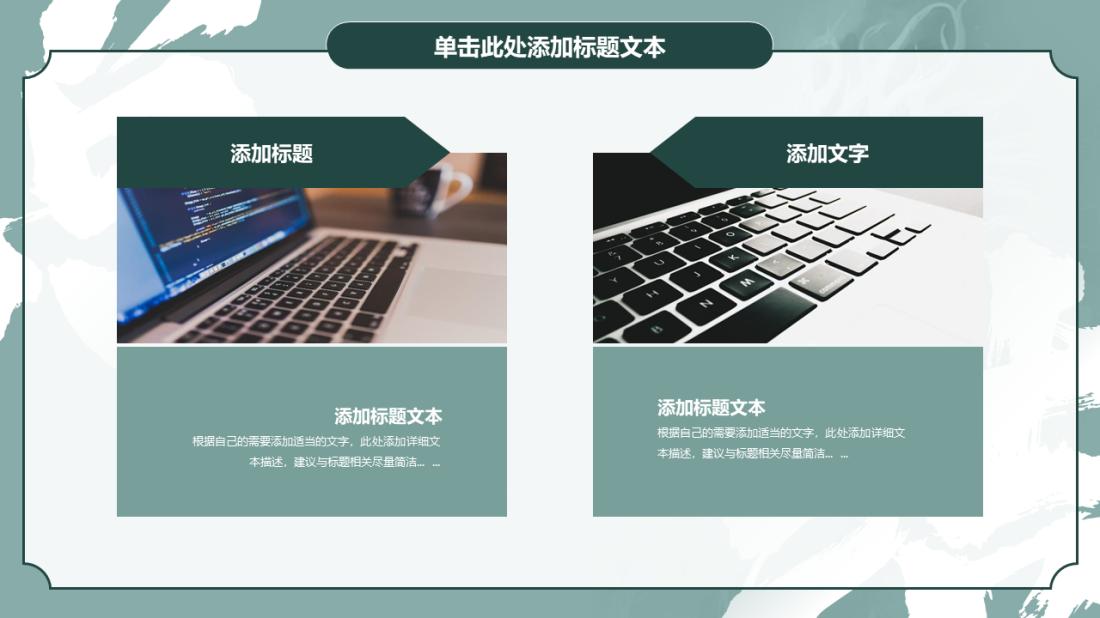 单击此处添加标题文本
添加标题
添加标题文本
根据自己的需要添加适当的文字，此处添加详细文
本描述，建议与标题相关尽量简洁... ...
添加文字
H
J
K
O
B
N
M
添加标题文本
根据自己的需要添加适当的文字，此处添加详细文
本描述，建议与标题相关尽量简洁... ...